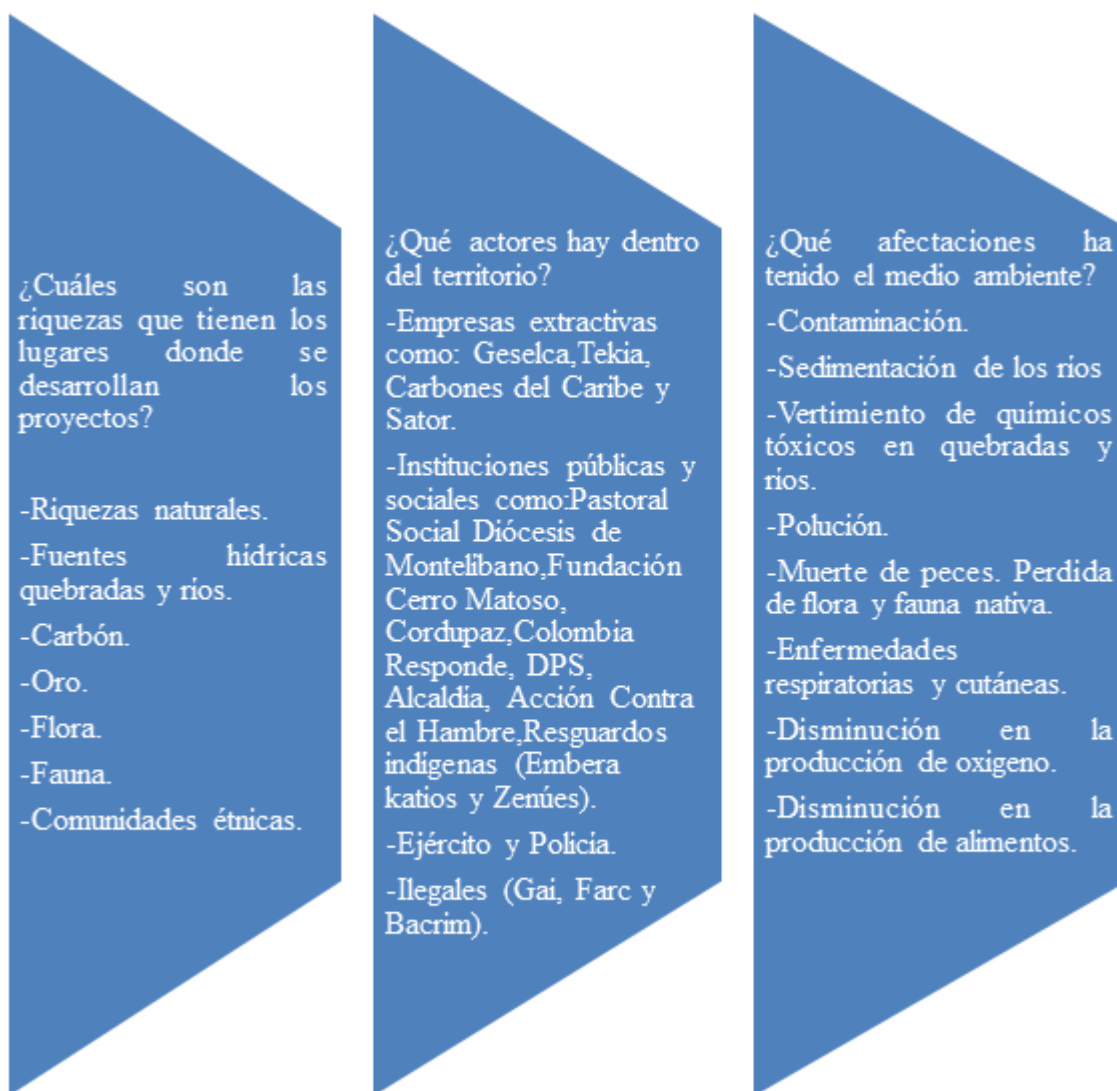 ¿Cuáles son las
riquezas que tienen los
lugares donde se
desarrollan los
proyectos?
-Riquezas naturales.
-Fuentes hídricas
quebradas y ríos.
-Carbón.
-Oro.
-Flora.
-Fauna.
-Comunidades étnicas.
¿Qué actores hay dentro
del territorio?
-Empresas extractivas
como: Geselca,Tekia,
Carbones del Caribe y
Sator.
-Instituciones públicas y
sociales como:Pastoral
Social Diócesis de
Montelíbano,Fundación
Cerro Matoso,
Cordupaz,Colombia
Responde, DPS,
Alcaldía, Acción Contra
el Hambre,Resguardos
indígenas (Embera
katios y Zenúes).
-Ejército y Policía.
-Ilegales (Gai, Farc y
Bacrim).
¿Qué afectaciones ha
tenido el medio ambiente?
-Contaminación.
-Sedimentación de los ríos
-Vertimiento de químicos
tóxicos en quebradas y
ríos.
-Polución.
-Muerte de peces. Perdida
de flora y fauna nativa.
-Enfermedades
respiratorias y cutáneas.
-Disminución en la
producción de oxigeno.
-Disminución en la
producción de alimentos.